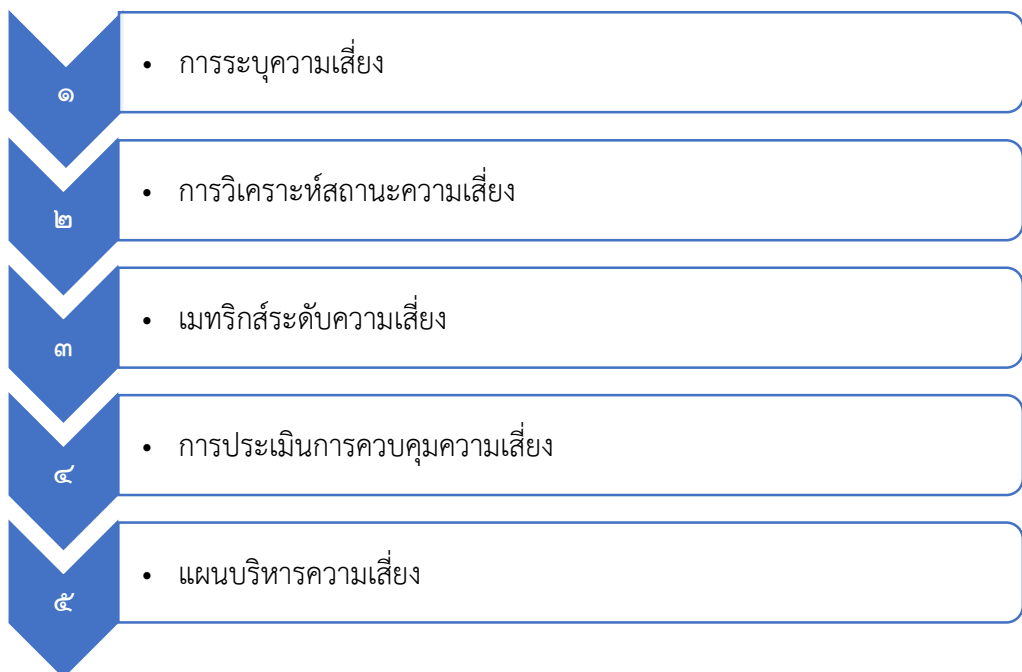 ๑
• การระบุความเสี่ยง
๒
• การวิเคราะห์สถานะความเสี่ยง
๓
• เมทริกส์ระดับความเสี่ยง
๔
• การประเมินการควบคุมความเสี่ยง
๕
• แผนบริหารความเสี่ยง